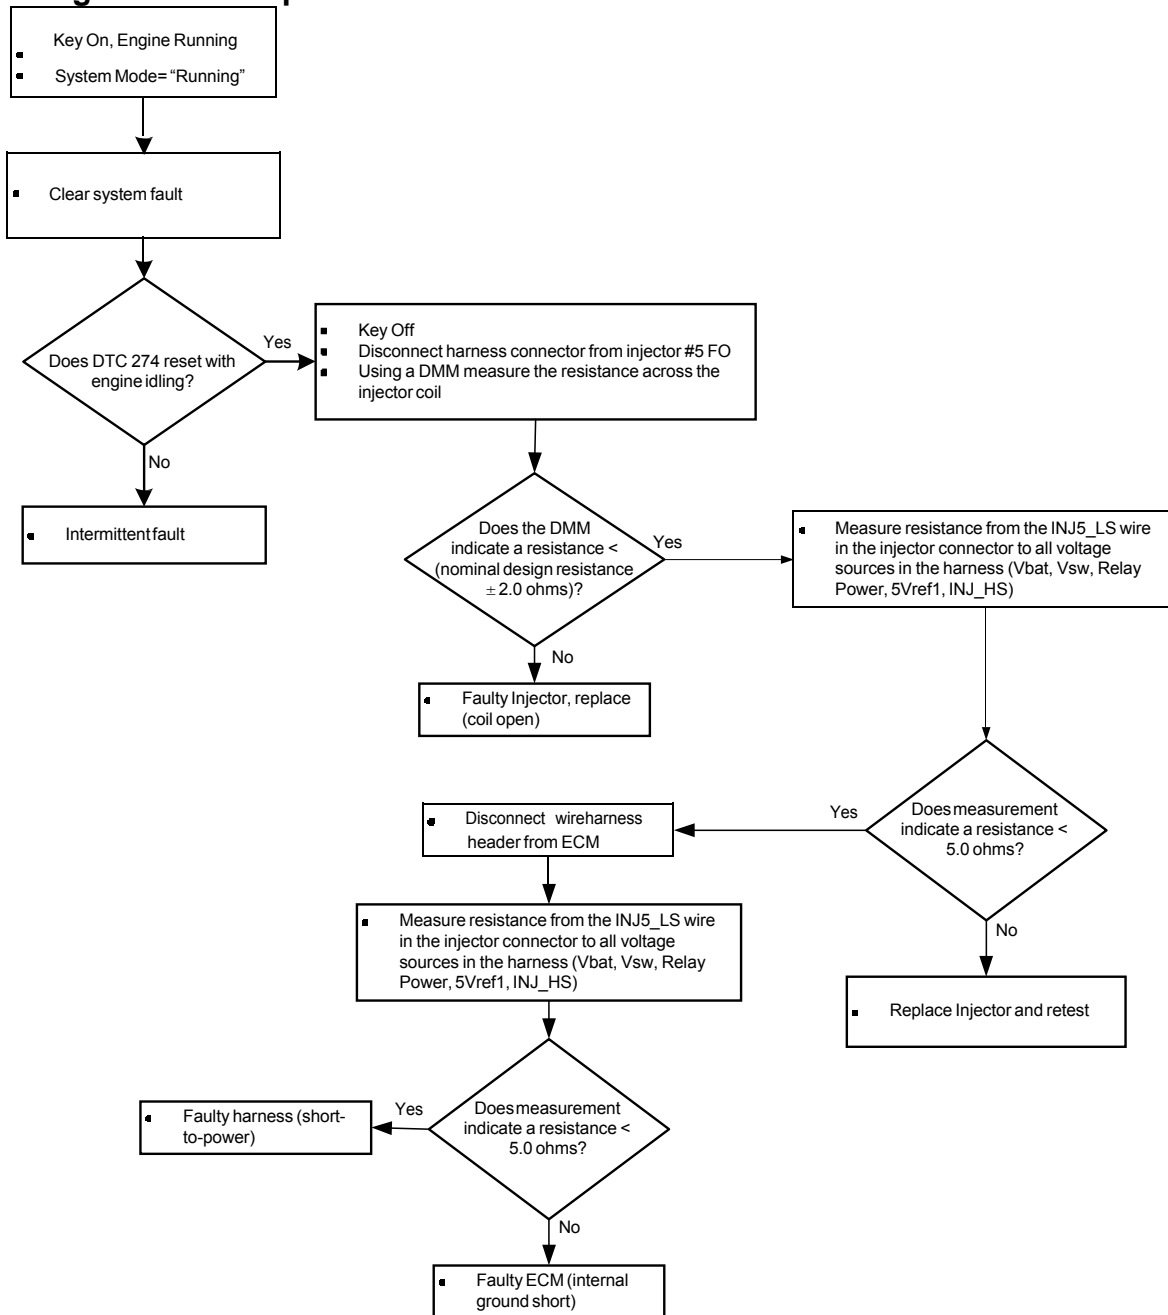 Key On, Engine Running
System Mode= “Running”
Clear system fault
Does DTC 274 reset with
engine idling?
Yes
No
Intermittent fault
Key Off
Disconnect harness connector from injector #5 FO
Using a DMM measure the resistance across the
injector coil
Does the DMM
indicate a resistance <
(nominal design resistance
± 2.0 ohms)?
Yes
No
Faulty Injector, replace
(coil open)
Measure resistance from the INJ5_LS wire
in the injector connector to all voltage
sources in the harness (Vbat, Vsw, Relay
Power, 5Vref1, INJ_HS)
Does measurement
indicate a resistance <
5.0 ohms?
Yes
No
Replace Injector and retest
Disconnect wireharness
header from ECM
Measure resistance from the INJ5_LS wire
in the injector connector to all voltage
sources in the harness (Vbat, Vsw, Relay
Power, 5Vref1, INJ_HS)
Does measurement
indicate a resistance <
5.0 ohms?
Yes
Faulty harness (short-
to-power)
No
Faulty ECM (internal
ground short)